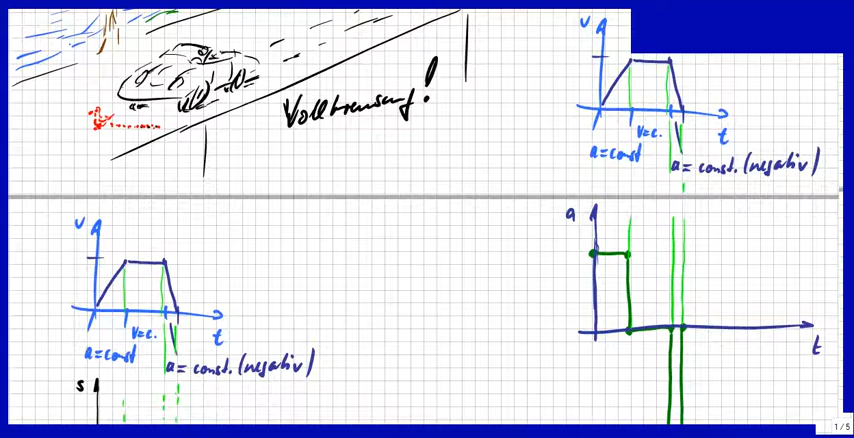 Vollbremsung!
v
t
v=c.
a=const
a=const.(negativ)
v
t
v=c.
a=const
a=const.(negativ)
s
a
t
1/5